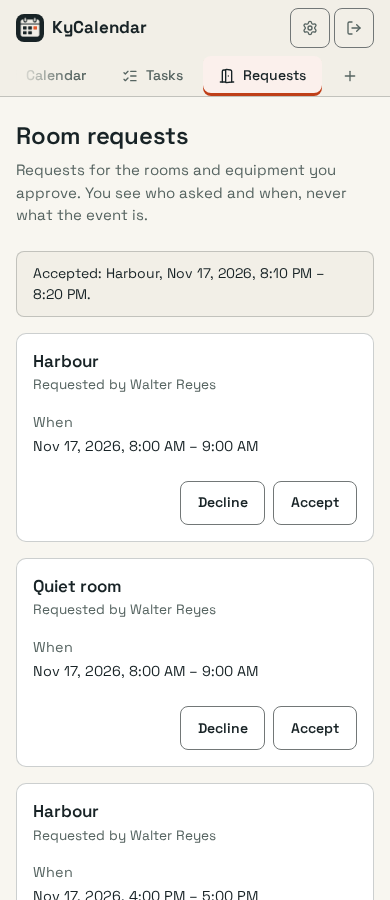 KyCalendar
Calendar
Tasks
Requests
Room requests
Requests for the rooms and equipment you
approve. You see who asked and when, never
what the event is.
Accepted: Harbour, Nov 17, 2026, 8:10 PM –
8:20 PM.
Harbour
Requested by Walter Reyes
When
Nov 17, 2026, 8:00 AM – 9:00 AM
Decline
Accept
Quiet room
Requested by Walter Reyes
When
Nov 17, 2026, 8:00 AM – 9:00 AM
Decline
Accept
Harbour
Requested by Walter Reyes
When
Nov 17, 2026, 4:00 PM – 5:00 PM